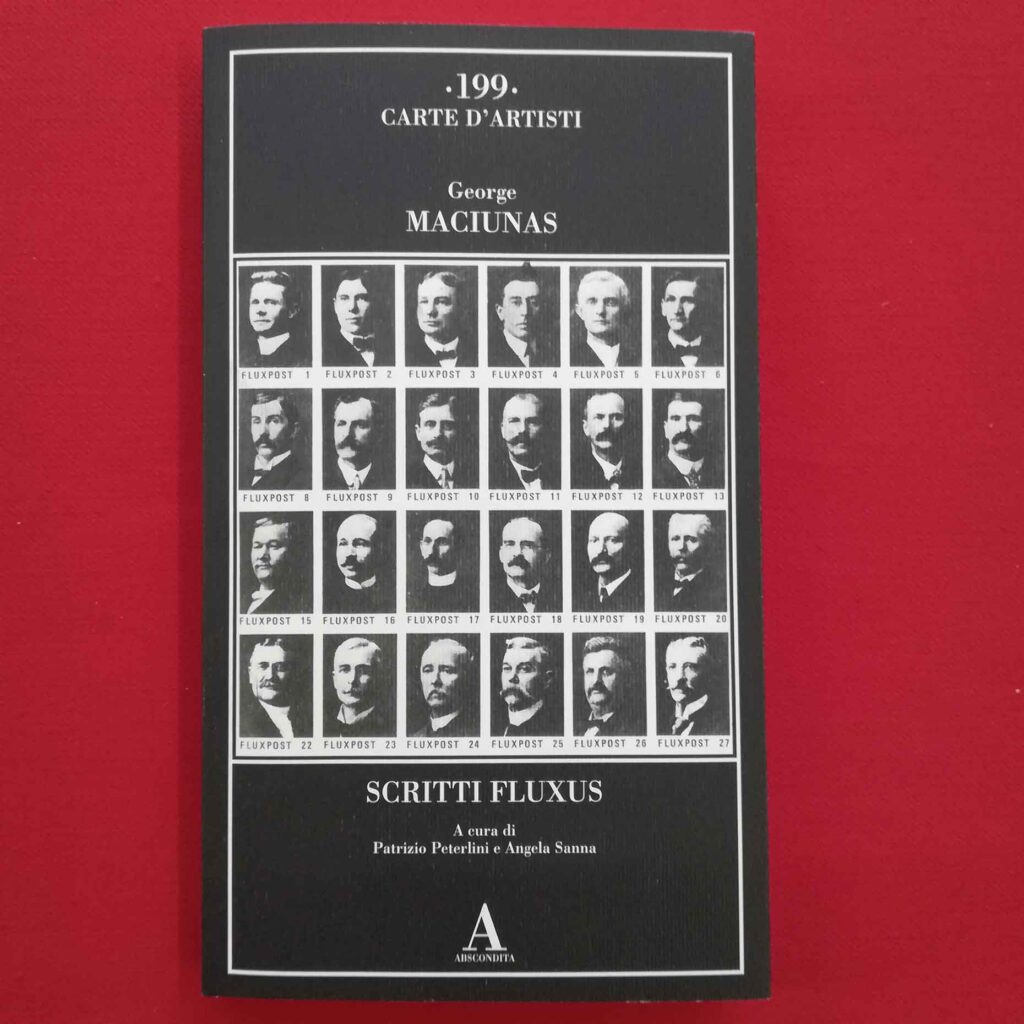 ·199·
CARTE D'ARTISTI
George
MACIUNAS
FLUXPOST 1 FLUXPOST 2 FLUXPOST 3 FLUXPOST 4 FLUXPOST 5 FLUXPOST 6
FLUXPOST 8 FLUXPOST 9 FLUXPOST 10 FLUXPOST 11 FLUXPOST 12 FLUXPOST 13
FLUXPOST 15 FLUXPOST 16 FLUXPOST 17 FLUXPOST 18 FLUXPOST 19 FLUXPOST 20
FLUXPOST 22 FLUXPOST 23 FLUXPOST 24 FLUXPOST 25 FLUXPOST 26 FLUXPOST 27
SCRITTI FLUXUS
A cura di
Patrizio Peterlini e Angela Sanna
A
ABSCONDITA